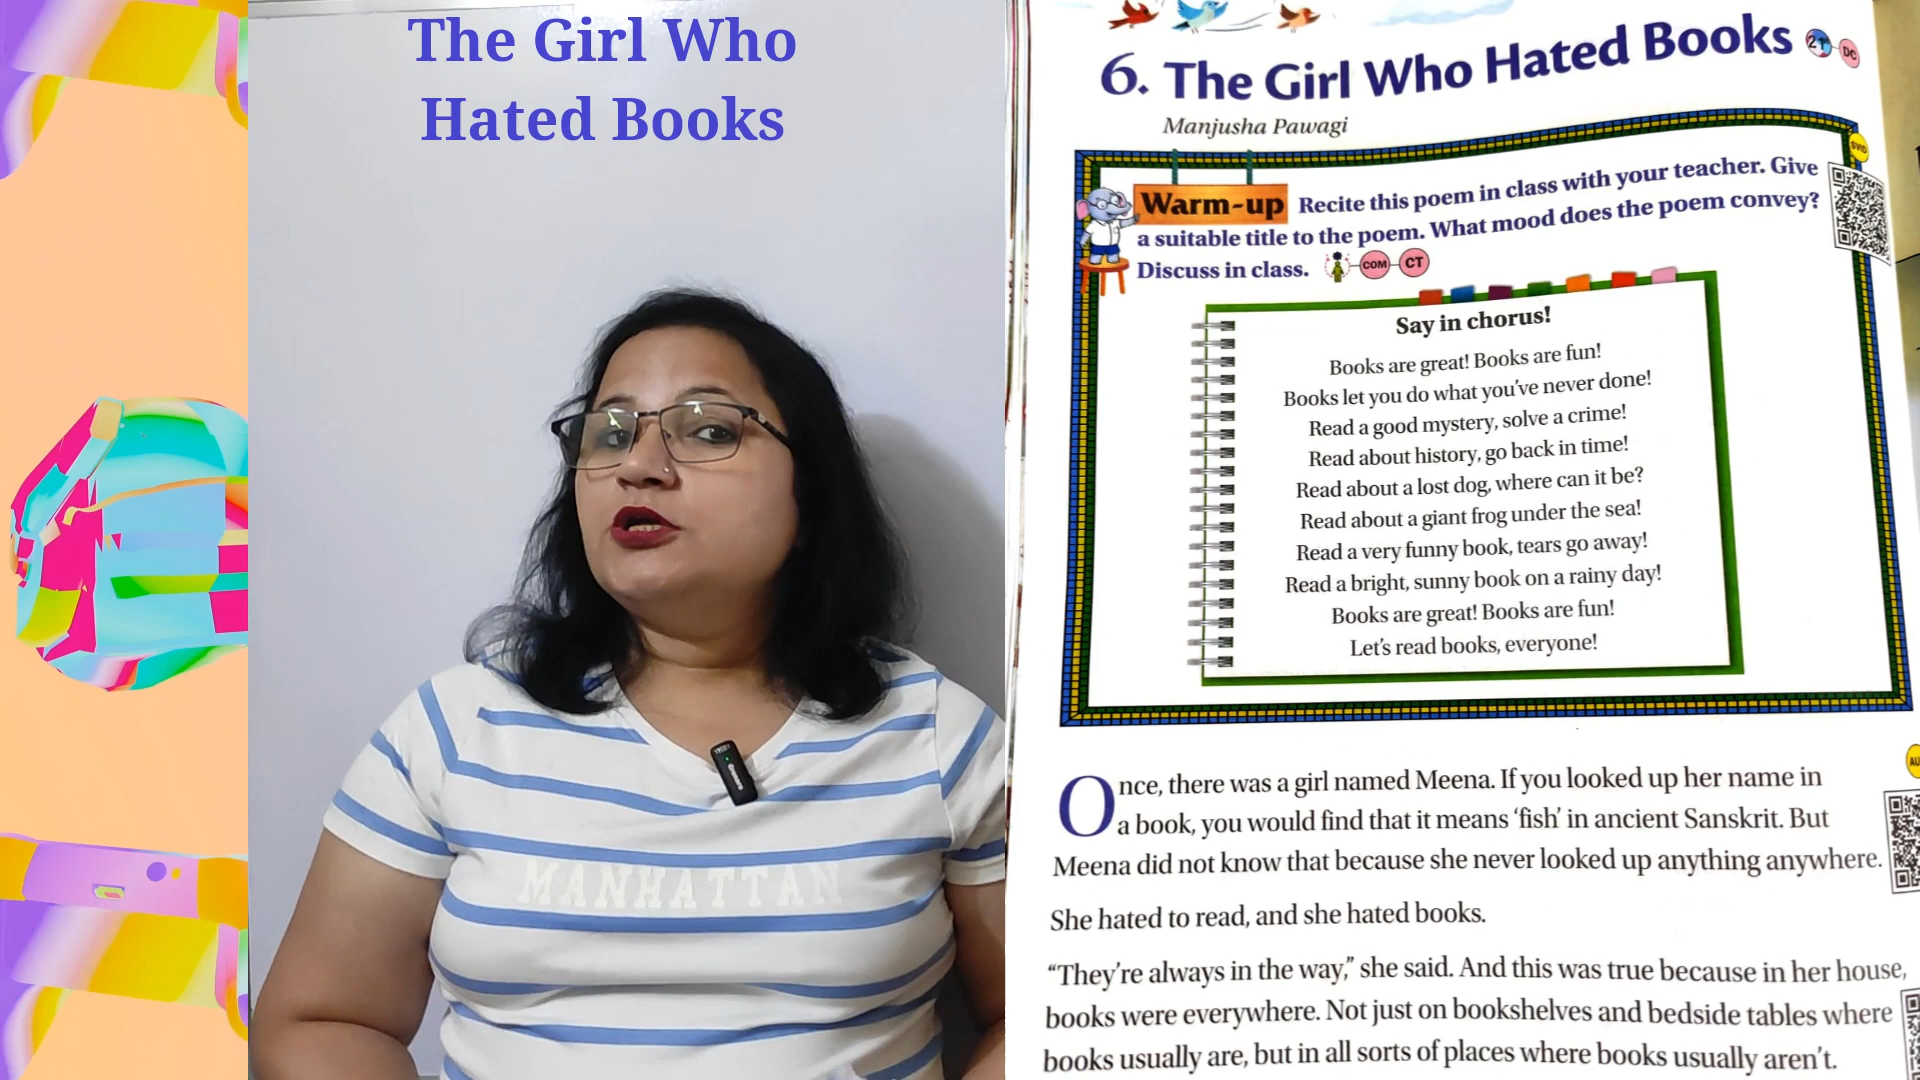 The Girl Who
Hated Books
MANHATTAN
6. The Girl Who Hated Books
2T
DC
Manjusha Pawagi
SVID
Warm-up Recite this poem in class with your teacher. Give
a suitable title to the poem. What mood does the poem convey?
Discuss in class. COM CT
Say in chorus!
Books are great! Books are fun!
Books let you do what you've never done!
Read a good mystery, solve a crime!
Read about history, go back in time!
Read about a lost dog, where can it be?
Read about a giant frog under the sea!
Read a very funny book, tears go away!
Read a bright, sunny book on a rainy day!
Books are great! Books are fun!
Let's read books, everyone!
AU
Once, there was a girl named Meena. If you looked up her name in
a book, you would find that it means 'fish' in ancient Sanskrit. But
Meena did not know that because she never looked up anything anywhere.
She hated to read, and she hated books.
“They're always in the way,” she said. And this was true because in her house,
books were everywhere. Not just on bookshelves and bedside tables where
books usually are, but in all sorts of places where books usually aren't.